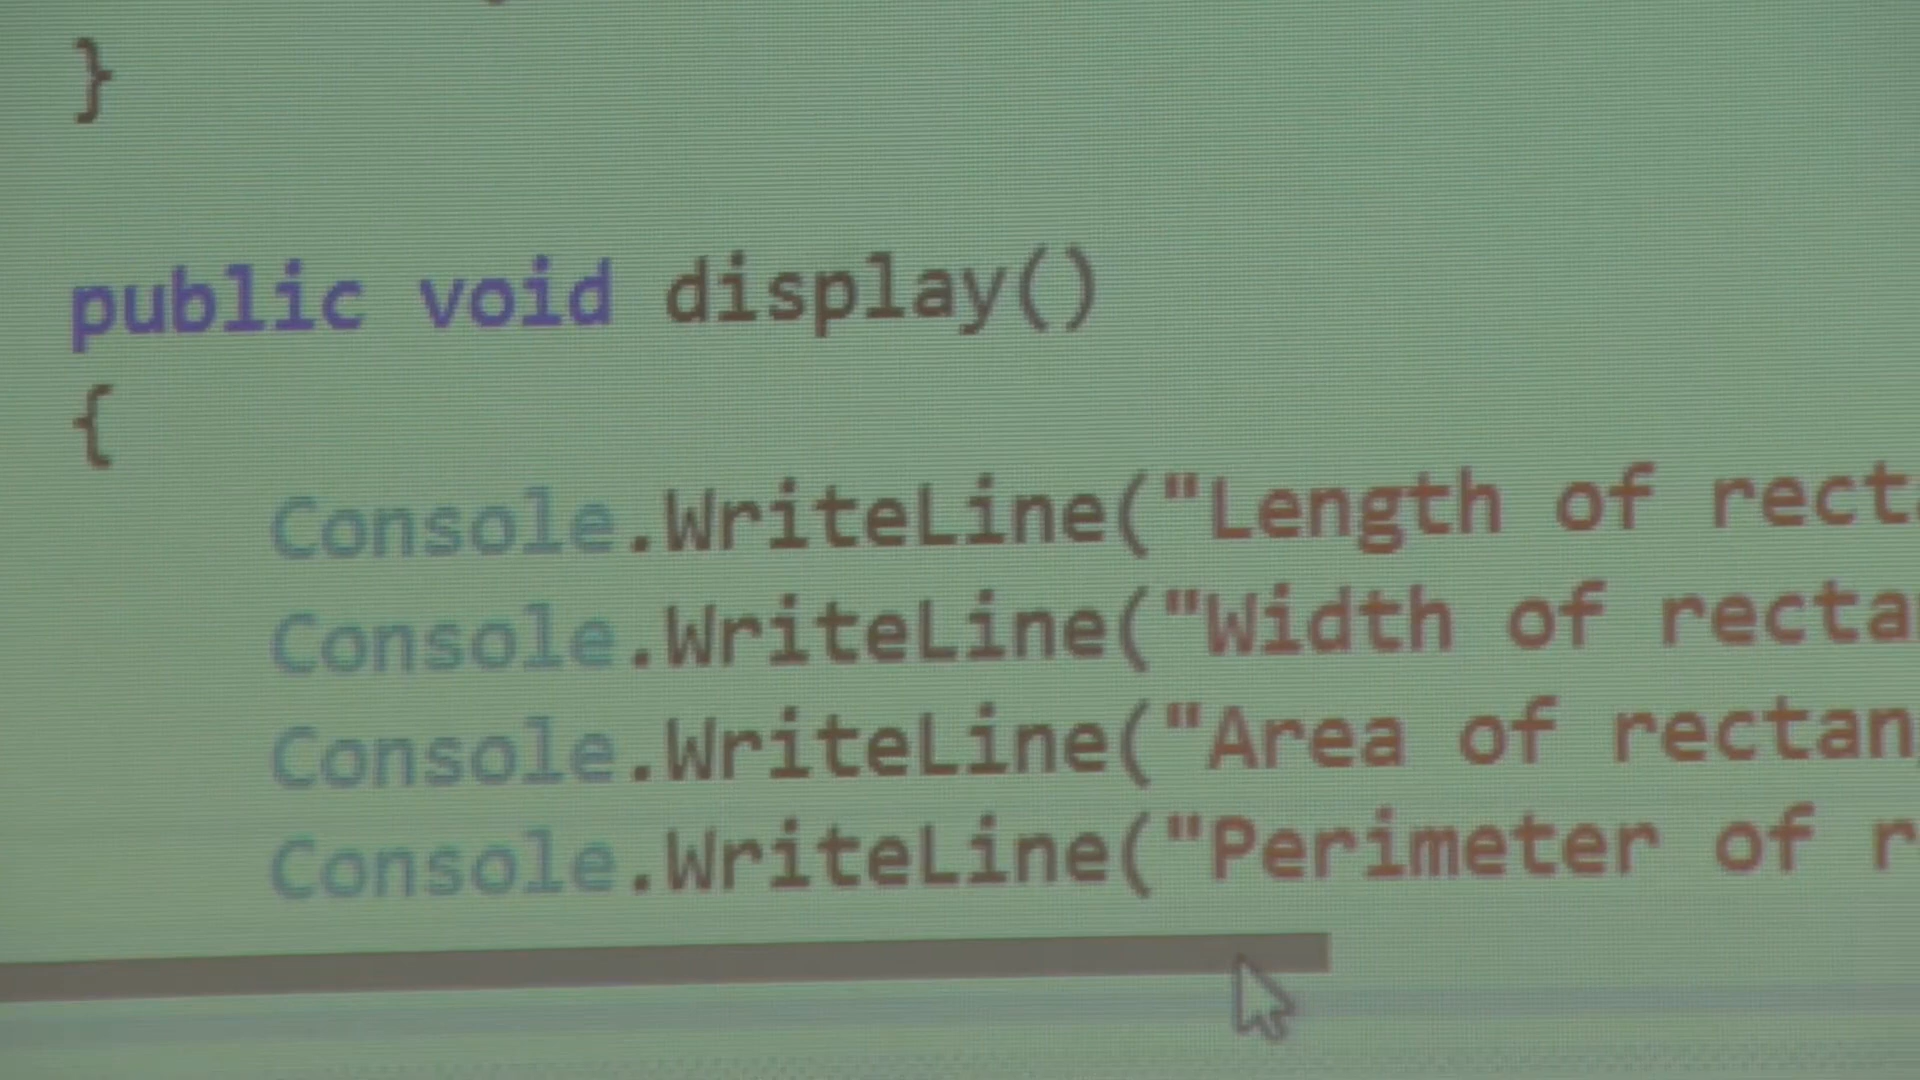 }
public void display()
{
Console.WriteLine("Length of rect
Console.WriteLine("Width of recta
Console.WriteLine("Area of rectan
Console.WriteLine("Perimeter of r